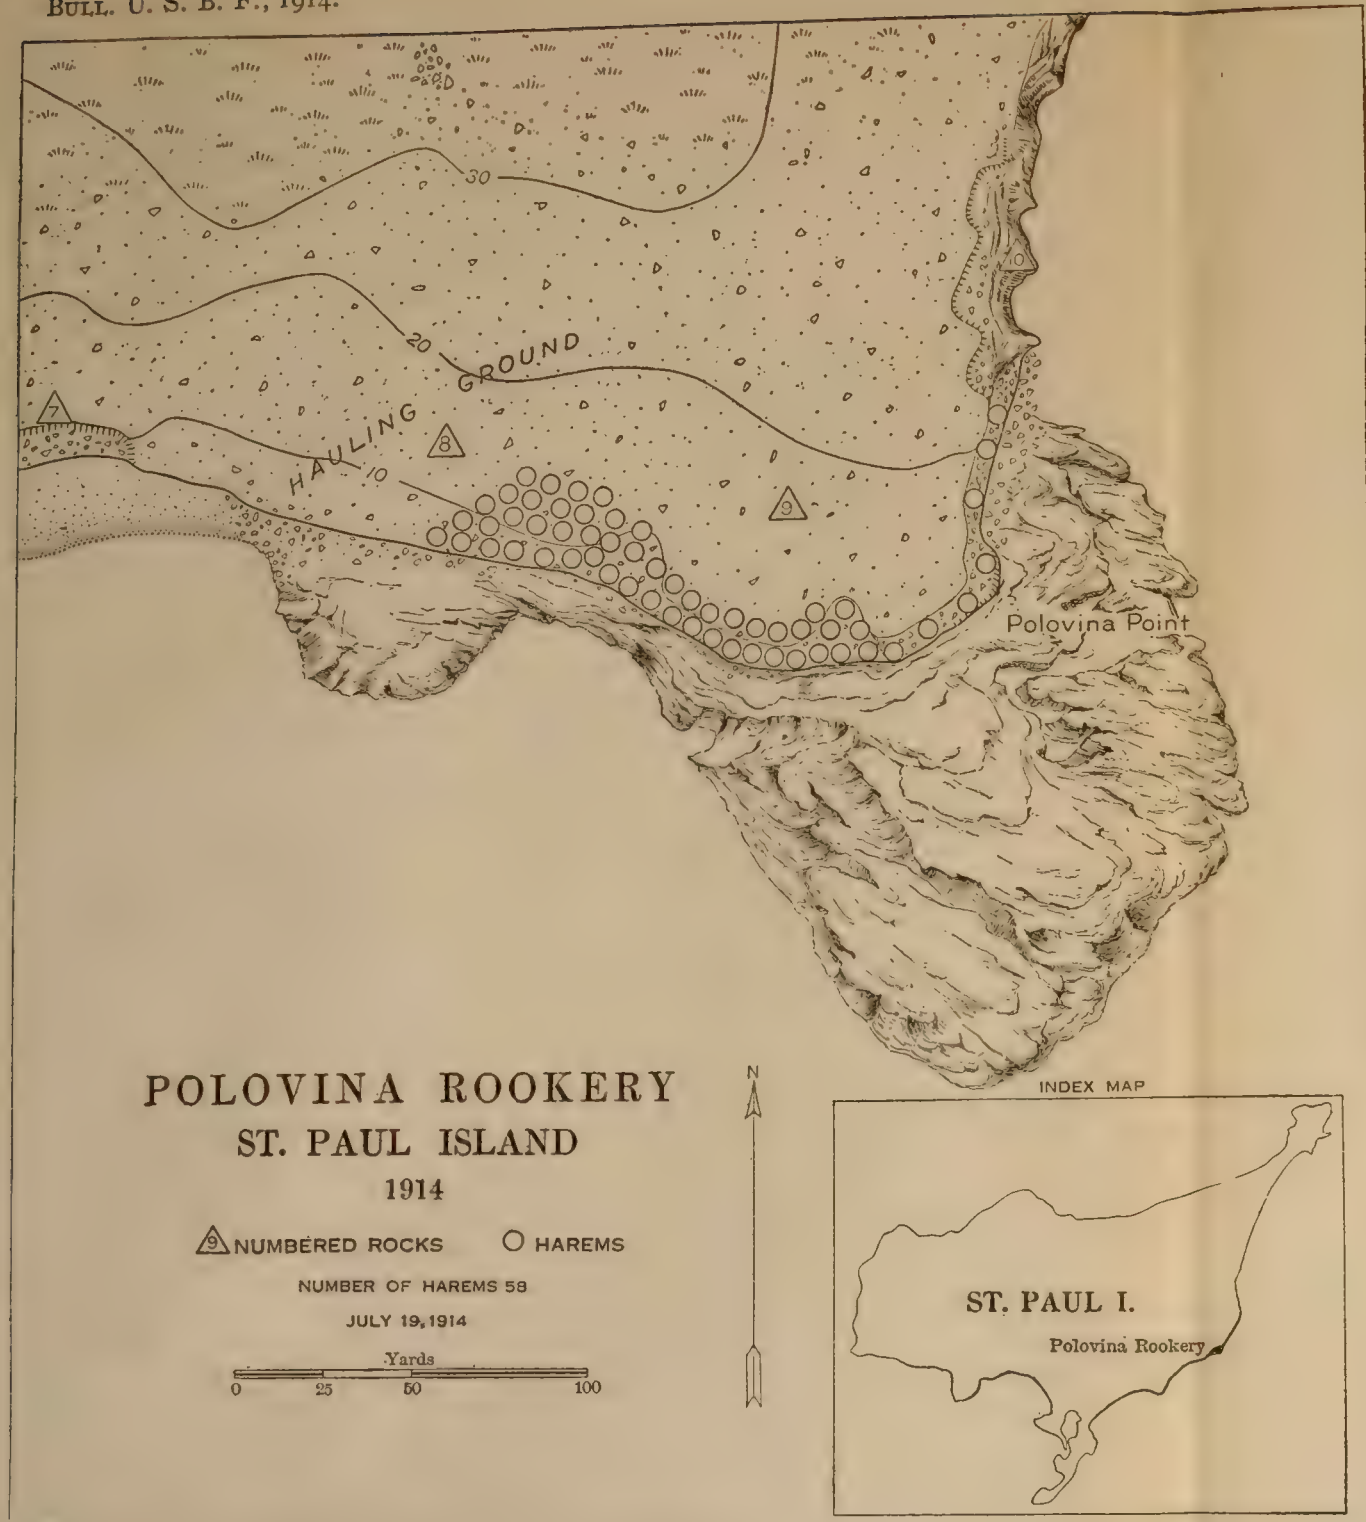 BULL. U. S. B. F., 1914.
30
20
HAULING GROUND
7
8
10
9
Polovina Point
POLOVINA ROOKERY
ST. PAUL ISLAND
1914
9 NUMBERED ROCKS HAREMS
NUMBER OF HAREMS 58
JULY 19, 1914
Yards
0 25 50 100
N
INDEX MAP
ST. PAUL I.
Polovina Rookery